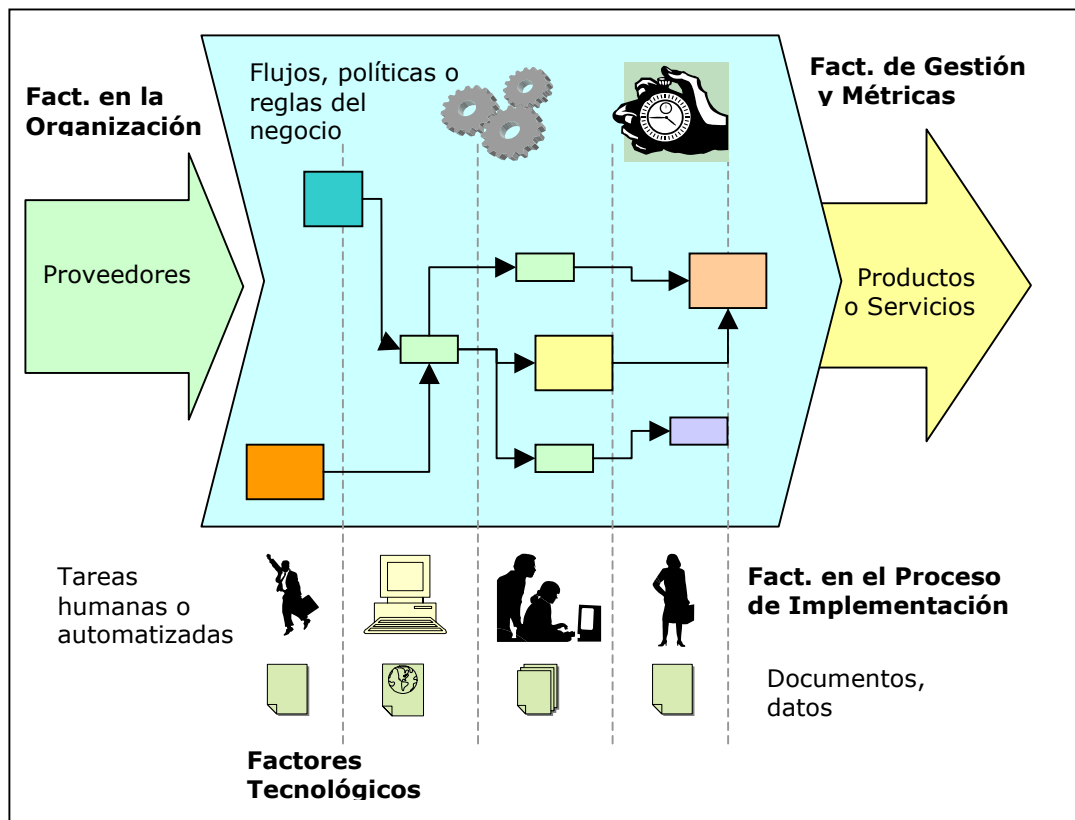 Flujos, políticas o
reglas del
negocio
Fact. de Gestión
y Métricas
Fact. en la
Organización
Proveedores
Productos
o Servicios
Tareas
humanas o
automatizadas
Fact. en el Proceso
de Implementación
Documentos,
datos
Factores
Tecnológicos